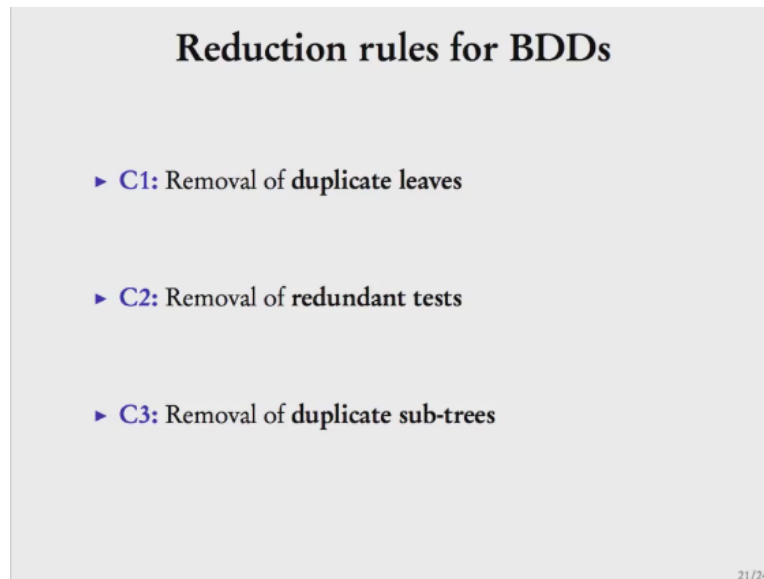 Reduction rules for BDDs
► C1: Removal of duplicate leaves
► C2: Removal of redundant tests
► C3: Removal of duplicate sub-trees